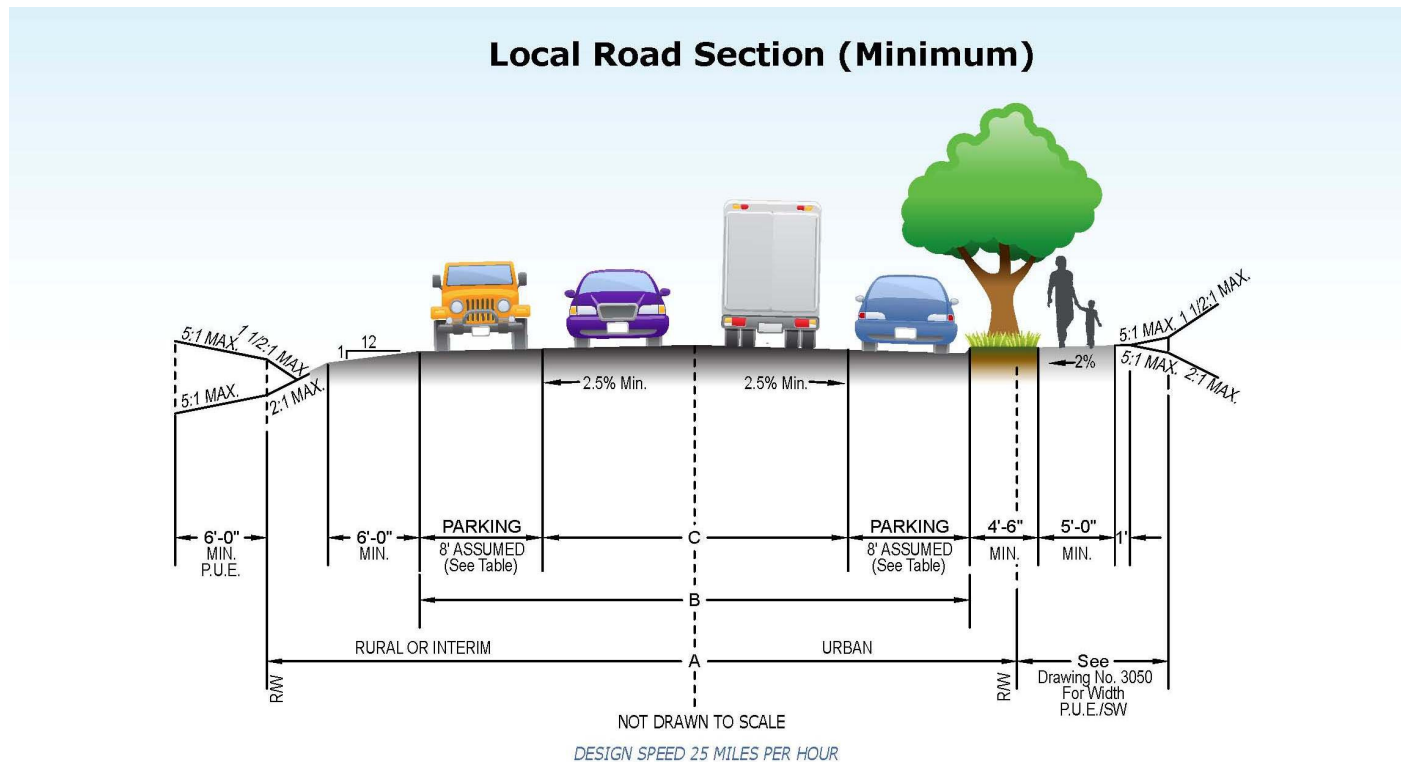 Local Road Section (Minimum)
5:1 MAX.
1 1/2:1 MAX.
5:1 MAX.
2:1 MAX.
1
12
2.5% Min.
2.5% Min.
2%
5:1 MAX.
1 1/2:1 MAX.
5:1 MAX.
2:1 MAX.
6'-0"
MIN.
P.U.E.
6'-0"
MIN.
PARKING
8' ASSUMED
(See Table)
C
PARKING
8' ASSUMED
(See Table)
4'-6"
MIN.
5'-0"
MIN.
1'
B
RURAL OR INTERIM
URBAN
A
R/W
R/W
See
Drawing No. 3050
For Width
P.U.E./SW
NOT DRAWN TO SCALE
DESIGN SPEED 25 MILES PER HOUR